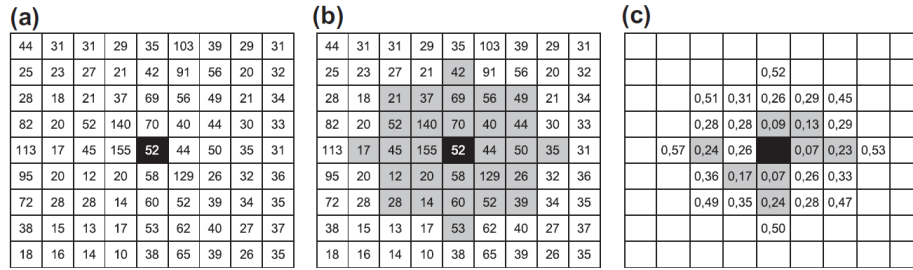 (a)
44 31 31 29 35 103 39 29 31
25 23 27 21 42 91 56 20 32
28 18 21 37 69 56 49 21 34
82 20 52 140 70 40 44 30 33
113 17 45 155 52 44 50 35 31
95 20 12 20 58 129 26 32 36
72 28 28 14 60 52 39 34 35
38 15 13 17 53 62 40 27 37
18 16 14 10 38 65 39 26 35
(b)
44 31 31 29 35 103 39 29 31
25 23 27 21 42 91 56 20 32
28 18 21 37 69 56 49 21 34
82 20 52 140 70 40 44 30 33
113 17 45 155 52 44 50 35 31
95 20 12 20 58 129 26 32 36
72 28 28 14 60 52 39 34 35
38 15 13 17 53 62 40 27 37
18 16 14 10 38 65 39 26 35
(c)
0,52
0,51 0,31 0,26 0,29 0,45
0,28 0,28 0,09 0,13 0,29
0,57 0,24 0,26 0,07 0,23 0,53
0,36 0,17 0,07 0,26 0,33
0,49 0,35 0,24 0,28 0,47
0,50